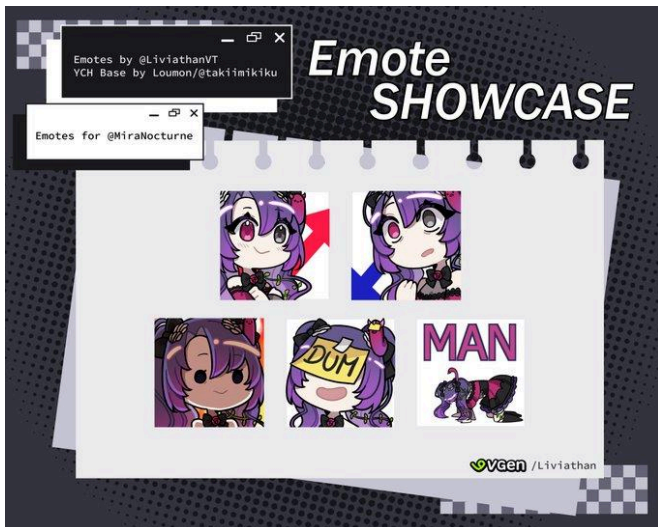 Emotes by @LiviathanVT
YCH Base by Loumon/@takiimikiku
Emotes for @MiraNocturne
Emote
SHOWCASE
DUM
MAN
VGen /Liviathan